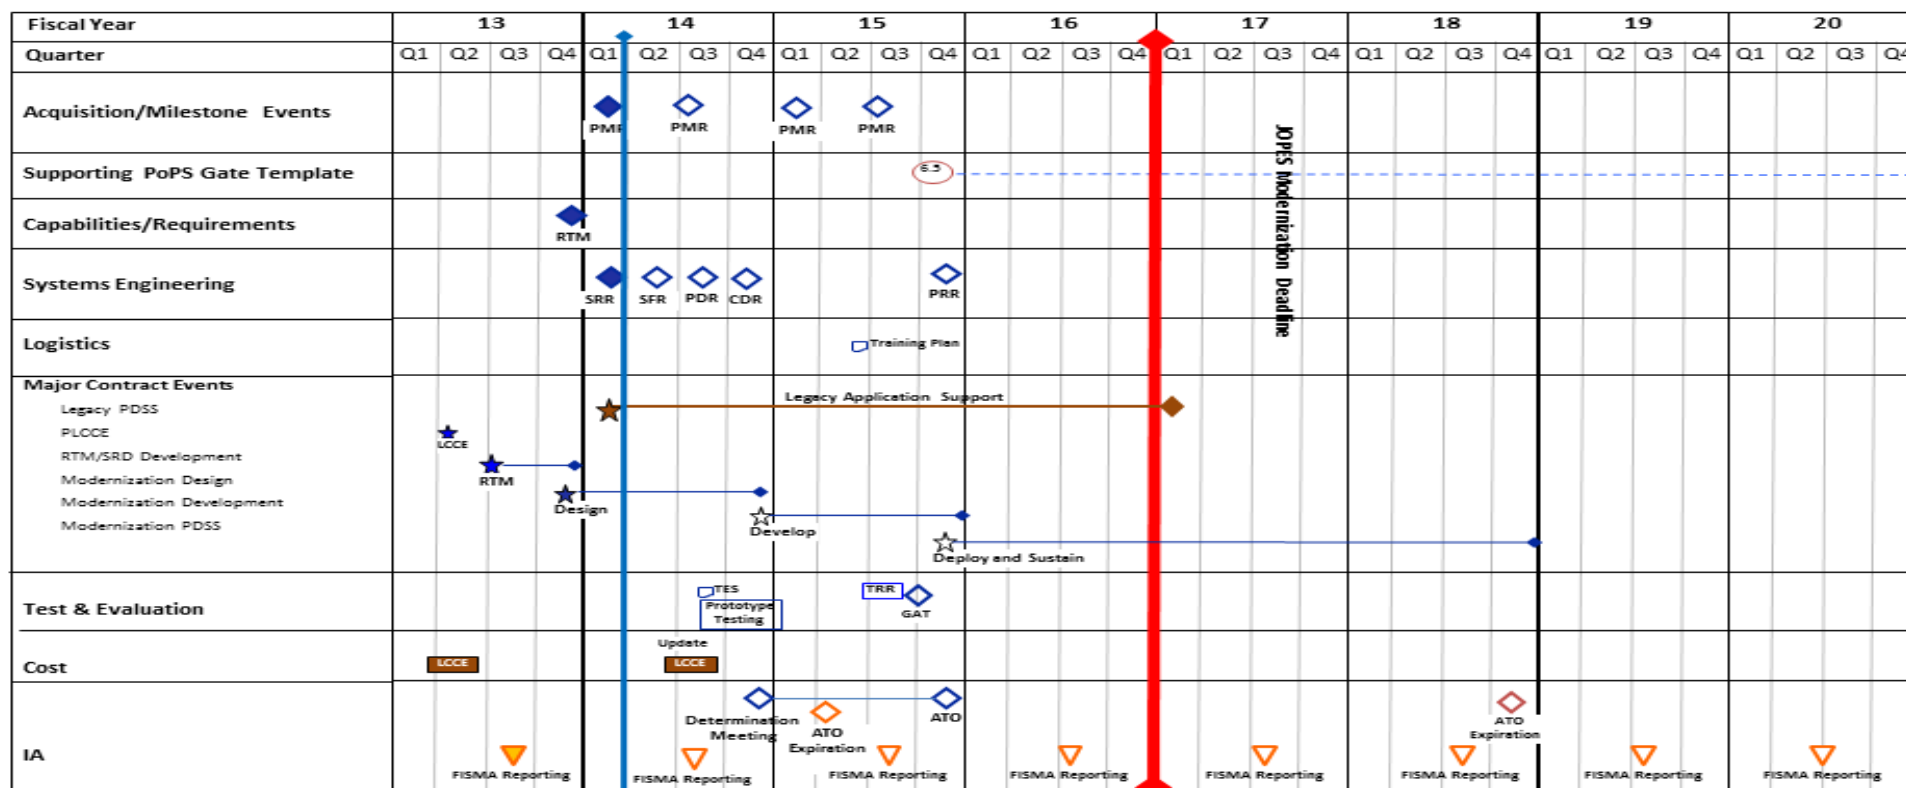 Fiscal Year 13 14 15 16 17 18 19 20
Quarter Q1 Q2 Q3 Q4 Q1 Q2 Q3 Q4 Q1 Q2 Q3 Q4 Q1 Q2 Q3 Q4 Q1 Q2 Q3 Q4 Q1 Q2 Q3 Q4 Q1 Q2 Q3 Q4 Q1 Q2 Q3 Q4
Acquisition/Milestone Events
PMR PMR PMR PMR
JOPES Modernization Deadline
Supporting PoPS Gate Template
6.5
Capabilities/Requirements
RTM
Systems Engineering
SRR SFR PDR CDR PRR
Logistics
Training Plan
Major Contract Events
Legacy PDSS
Legacy Application Support
PLCCE
LCCE
RTM/SRD Development
RTM
Modernization Design
Design
Modernization Development
Develop
Modernization PDSS
Deploy and Sustain
Test & Evaluation
TES
Prototype
Testing
TRR
GAT
Cost
LCCE
Update
LCCE
IA
Determination
Meeting
ATO
Expiration
ATO
ATO
Expiration
FISMA Reporting FISMA Reporting FISMA Reporting FISMA Reporting FISMA Reporting FISMA Reporting FISMA Reporting FISMA Reporting